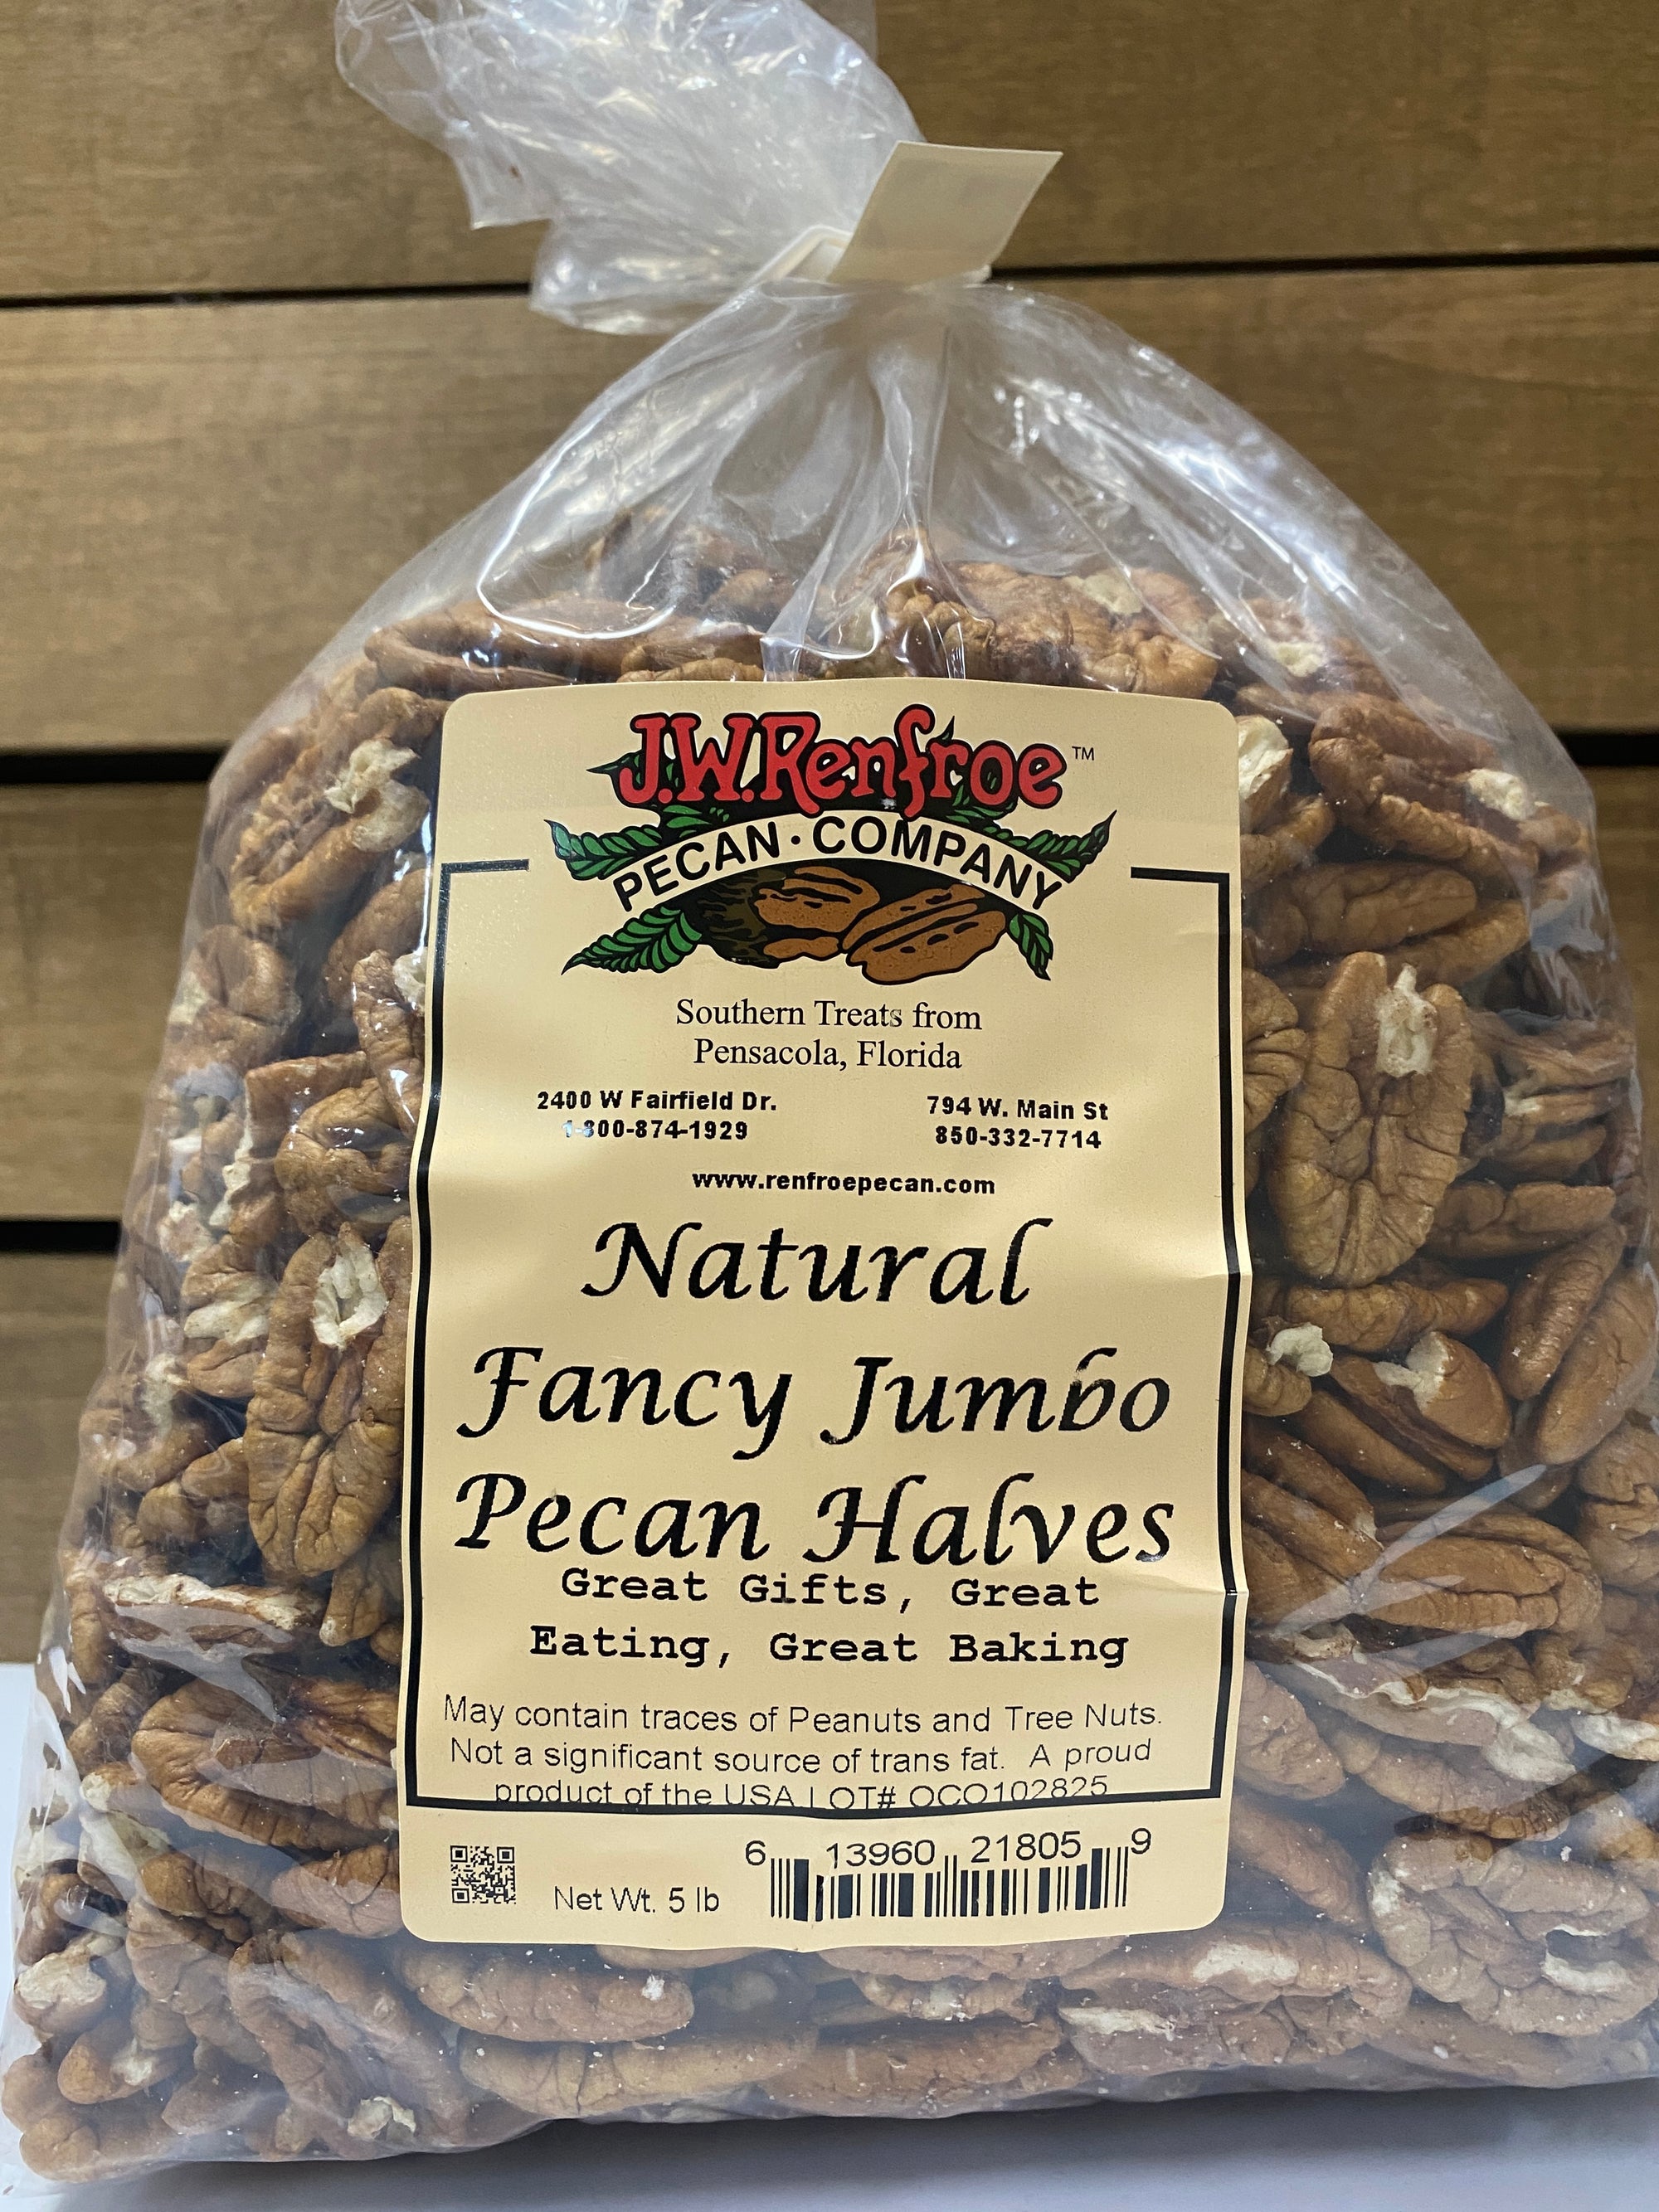 J.W.Renfroe™
PECAN·COMPANY
Southern Treats from
Pensacola, Florida
2400 W Fairfield Dr.
1-800-874-1929
794 W. Main St
850-332-7714
www.renfroepecan.com
Natural
Fancy Jumbo
Pecan Halves
Great Gifts, Great
Eating, Great Baking
May contain traces of Peanuts and Tree Nuts.
Not a significant source of trans fat. A proud
product of the USA LOT# OCO102825
Net Wt. 5 lb
6 13960 21805 9